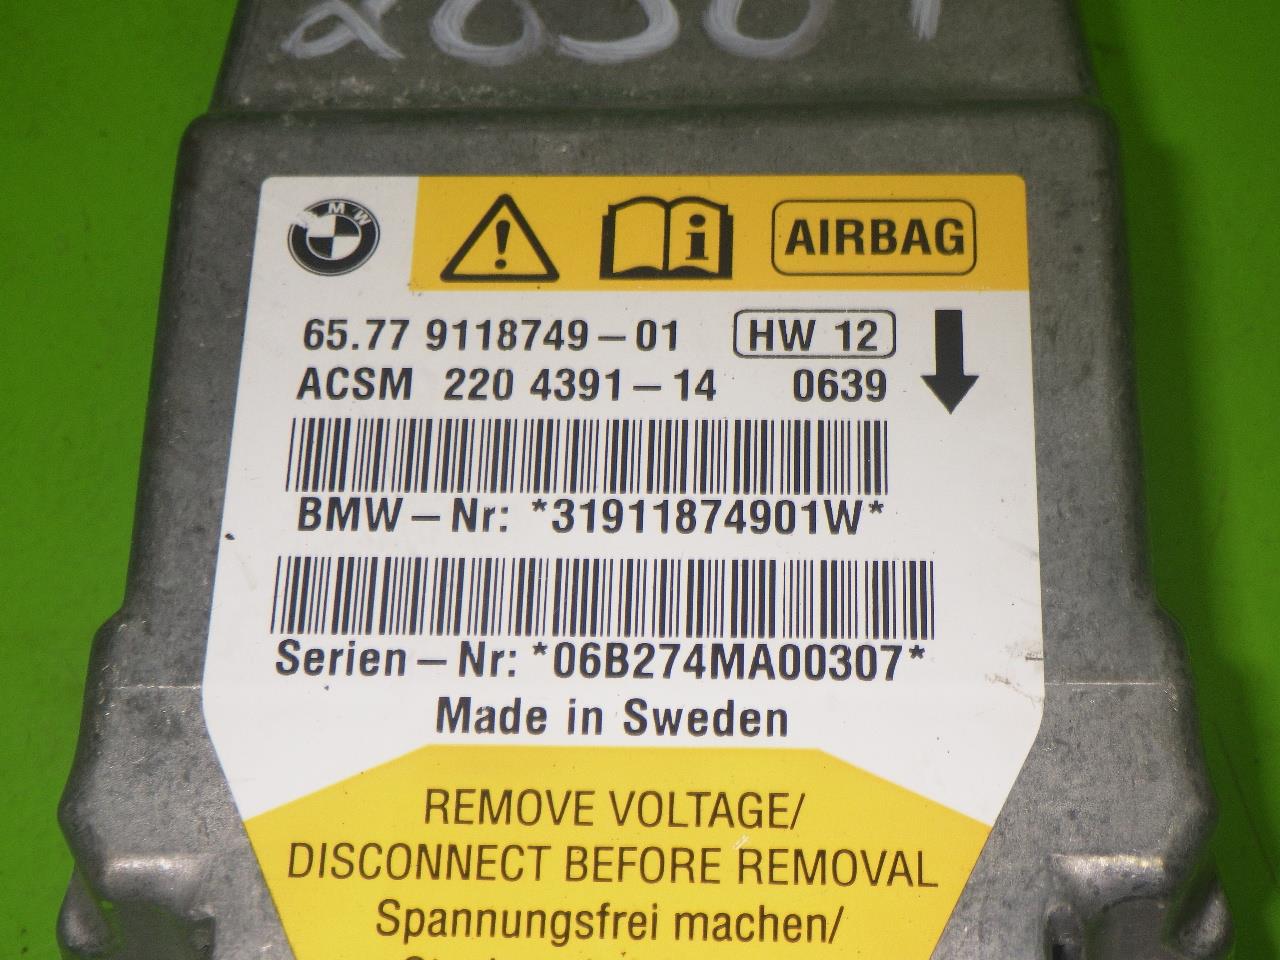 BMW
AIRBAG
65.77 9118749-01 HW 12
ACSM 220 4391-14 0639
BMW-Nr: *31911874901W*
Serien-Nr: *06B274MA00307*
Made in Sweden
REMOVE VOLTAGE/
DISCONNECT BEFORE REMOVAL
Spannungsfrei machen/